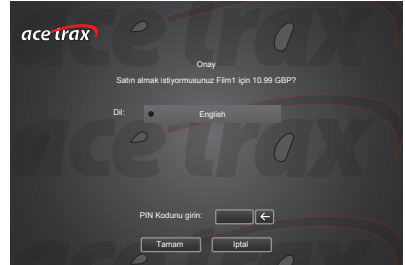 acetrax
Onay
Satın almak istiyormusunuz Film1 için 10.99 GBP?
Dil:
English
PIN Kodunu girin:
Tamam
Iptal